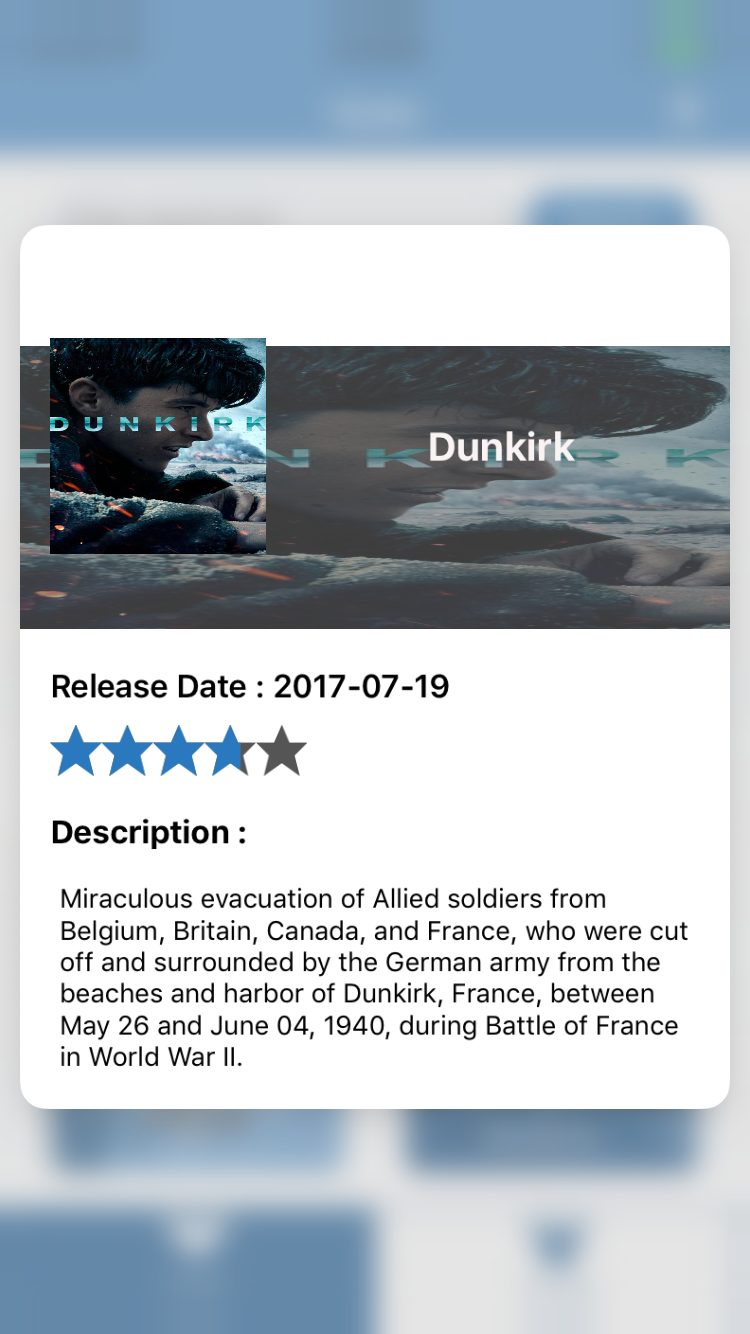 DUNKIRK
Dunkirk
N K I R K
Release Date : 2017-07-19
Description :
Miraculous evacuation of Allied soldiers from
Belgium, Britain, Canada, and France, who were cut
off and surrounded by the German army from the
beaches and harbor of Dunkirk, France, between
May 26 and June 04, 1940, during Battle of France
in World War II.